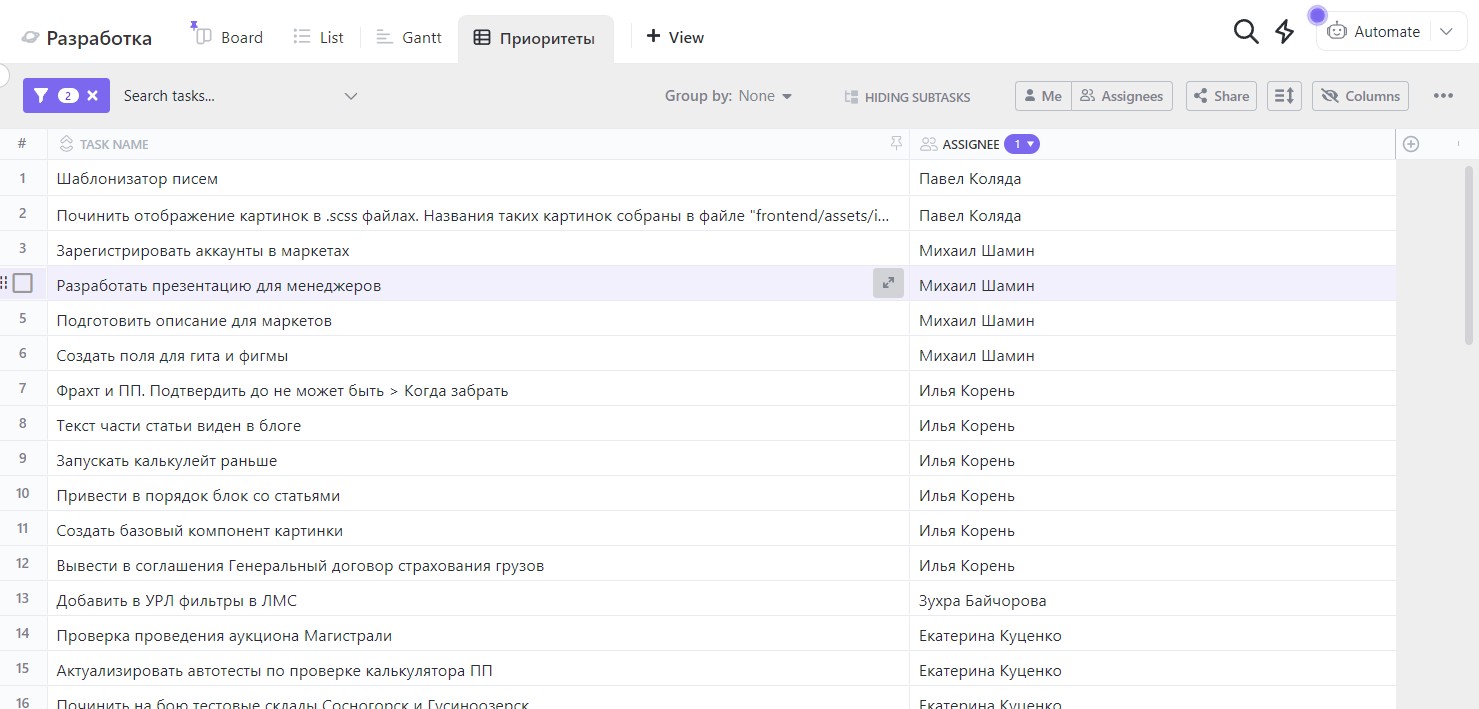 Разработка Board List Gantt Приоритеты + View Automate
2 Search tasks... Group by: None HIDING SUBTASKS Me Assignees Share Columns
# TASK NAME ASSIGNEE 1
1 Шаблонизатор писем Павел Коляда
2 Починить отображение картинок в .scss файлах. Названия таких картинок собраны в файле "frontend/assets/i... Павел Коляда
3 Зарегистрировать аккаунты в маркетах Михаил Шамин
Разработать презентацию для менеджеров Михаил Шамин
5 Подготовить описание для маркетов Михаил Шамин
6 Создать поля для гита и фигмы Михаил Шамин
7 Фрахт и ПП. Подтвердить до не может быть > Когда забрать Илья Корень
8 Текст части статьи виден в блоге Илья Корень
9 Запускать калькулейт раньше Илья Корень
10 Привести в порядок блок со статьями Илья Корень
11 Создать базовый компонент картинки Илья Корень
12 Вывести в соглашения Генеральный договор страхования грузов Илья Корень
13 Добавить в УРЛ фильтры в ЛМС Зухра Байчорова
14 Проверка проведения аукциона Магистрали Екатерина Куценко
15 Актуализировать автотесты по проверке калькулятора ПП Екатерина Куценко
16 Починить на бою тестовые склады Сосногорск и Гусиноозерск Екатерина Куценко